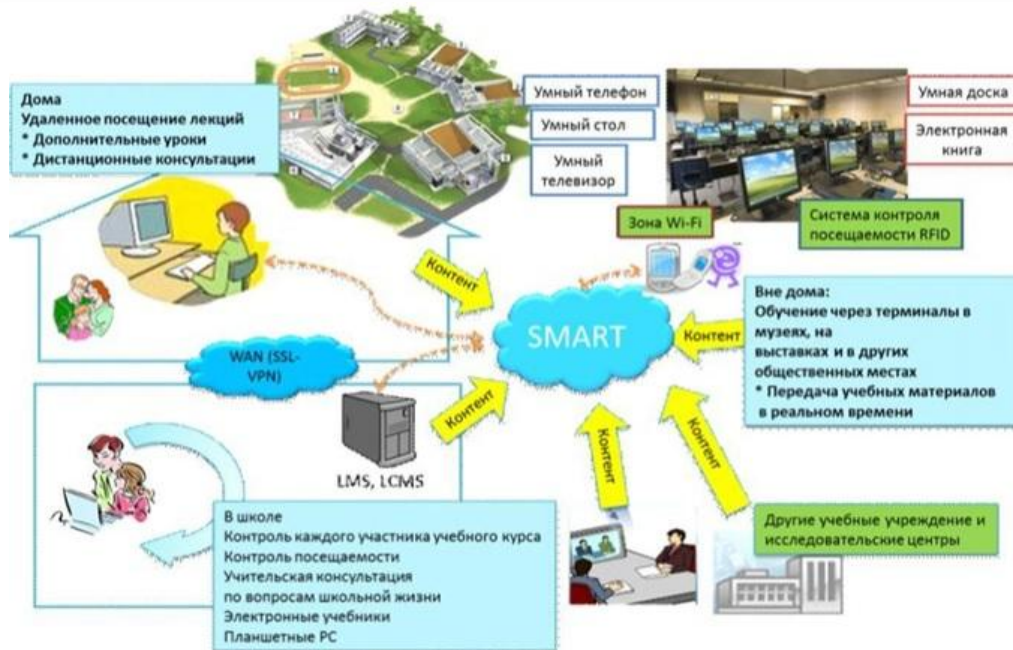 Дома
Удаленное посещение лекций
* Дополнительные уроки
* Дистанционные консультации
Умный телефон
Умный стол
Умный
телевизор
Умная доска
Электронная
книга
Зона Wi-Fi
Система контроля
посещаемости RFID
Контент
SMART
Контент
Вне дома:
Обучение через терминалы в
музеях, на
выставках и в других
общественных местах
* Передача учебных материалов
в реальном времени
WAN (SSL-
VPN)
Контент
Контент
Контент
LMS, LCMS
В школе
Контроль каждого участника учебного курса
Контроль посещаемости
Учительская консультация
по вопросам школьной жизни
Электронные учебники
Планшетные PC
Другие учебные учреждение и
исследовательские центры